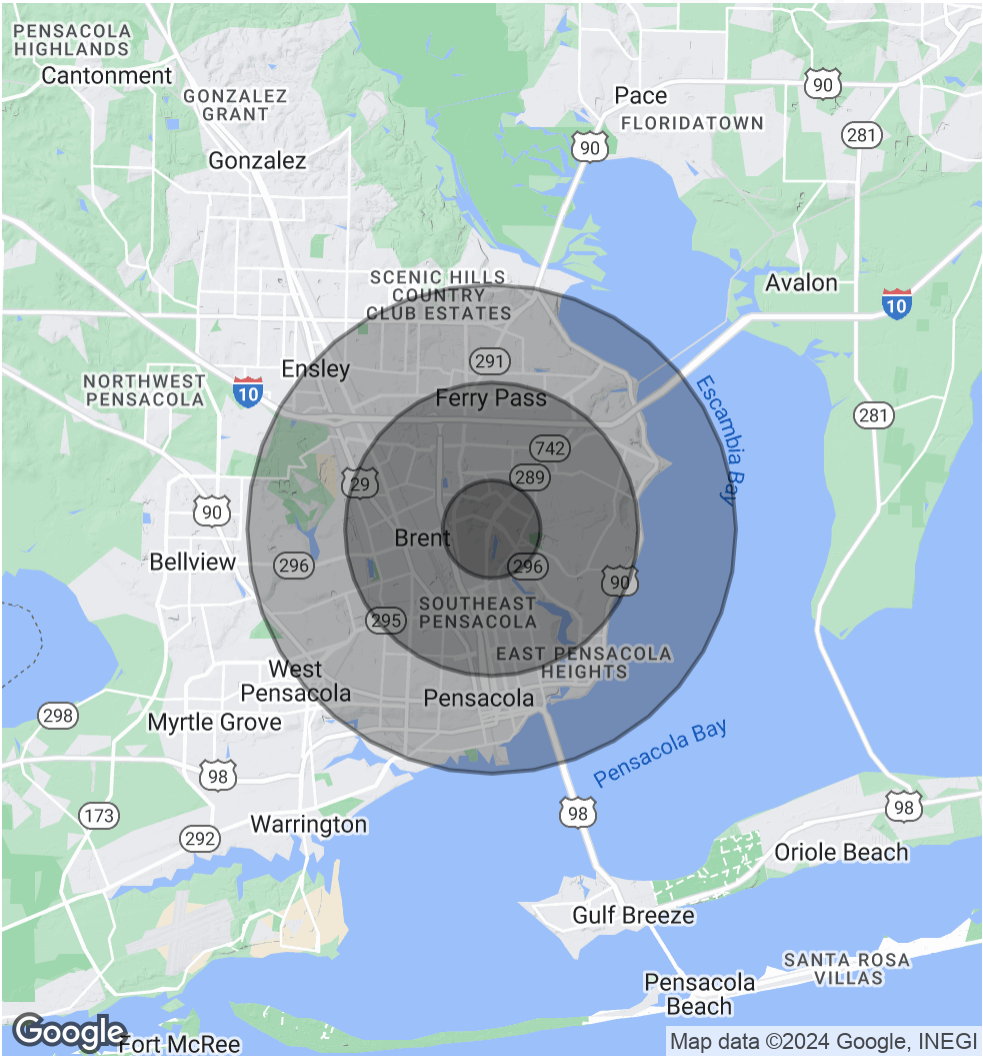 PENSACOLA
HIGHLANDS
Cantonment
GONZALEZ
GRANT
Gonzalez
90
Pace
FLORIDATOWN
281
90
SCENIC HILLS
COUNTRY
CLUB ESTATES
Avalon
10
291
Ensley
NORTHWEST
PENSACOLA
10
Ferry Pass
281
Escambia Bay
742
289
29
90
Brent
Bellview
296
296
90
SOUTHEAST
PENSACOLA
295
EAST PENSACOLA
HEIGHTS
West
Pensacola
Pensacola
298
Myrtle Grove
Pensacola Bay
98
98
98
173
292
Warrington
Oriole Beach
Gulf Breeze
SANTA ROSA
VILLAS
Pensacola
Beach
Google
Fort McRee
Map data ©2024 Google, INEGI